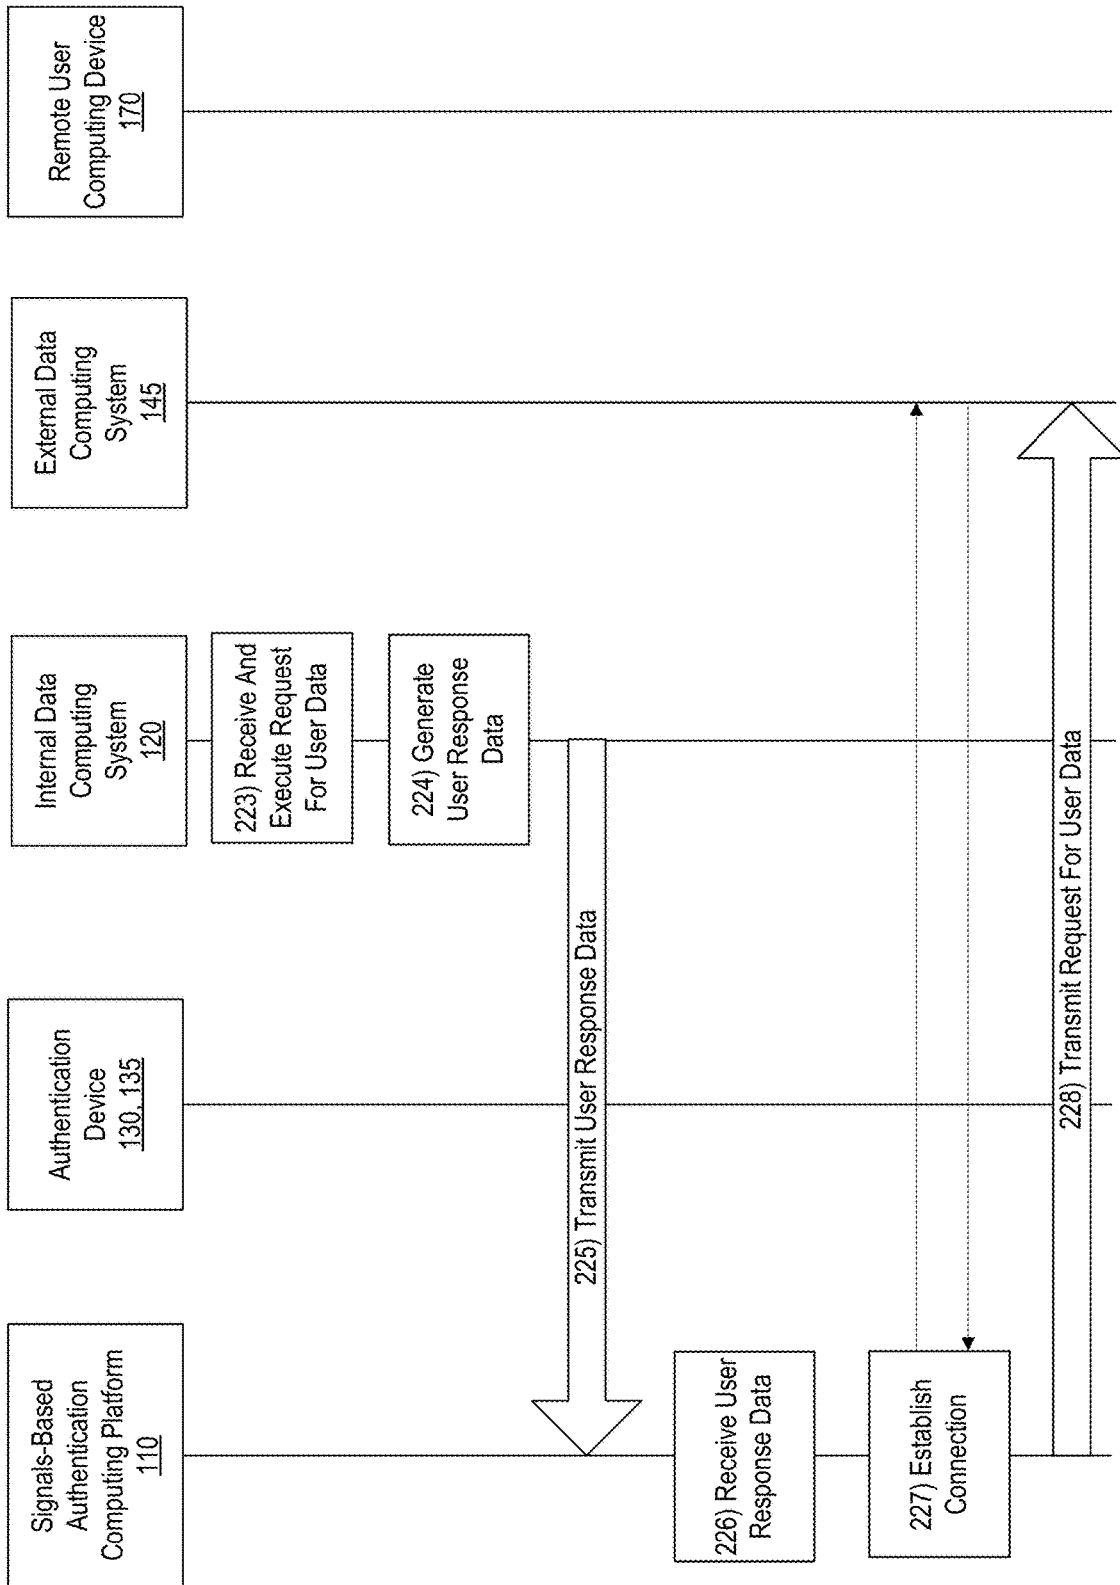 Signals-Based
Authentication
Computing Platform
110
Authentication
Device
130, 135
Internal Data
Computing
System
120
External Data
Computing
System
145
Remote User
Computing Device
170
223) Receive And
Execute Request
For User Data
224) Generate
User Response
Data
225) Transmit User Response Data
226) Receive User
Response Data
227) Establish
Connection
228) Transmit Request For User Data